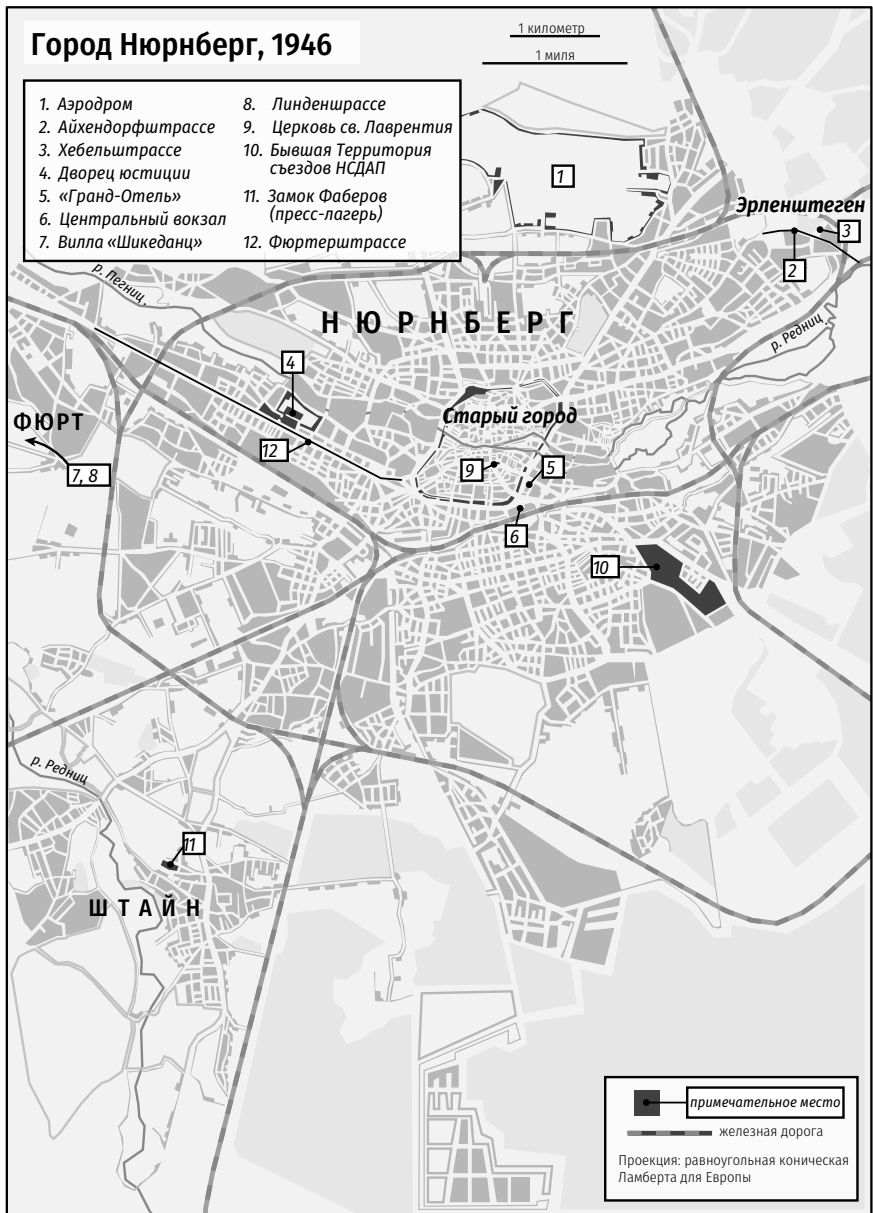 Город Нюрнберг, 1946
1 километр
1 миля
1. Аэродром
2. Айхендорфштрассе
3. Хебельштрассе
4. Дворец юстиции
5. «Гранд-Отель»
6. Центральный вокзал
7. Вилла «Шикеданц»
8. Линденштрассе
9. Церковь св. Лаврентия
10. Бывшая Территория
съездов НСДАП
11. Замок Фаберов
(пресс-лагерь)
12. Фюртерштрассе
1
Эрленштеген
3
2
р. Пегниц
НЮРНБЕРГ
р. Редниц
4
Старый город
ФЮРТ
12
9
5
7, 8
6
10
р. Редниц
11
ШТАЙН
примечательное место
железная дорога
Проекция: равноугольная коническая
Ламберта для Европы